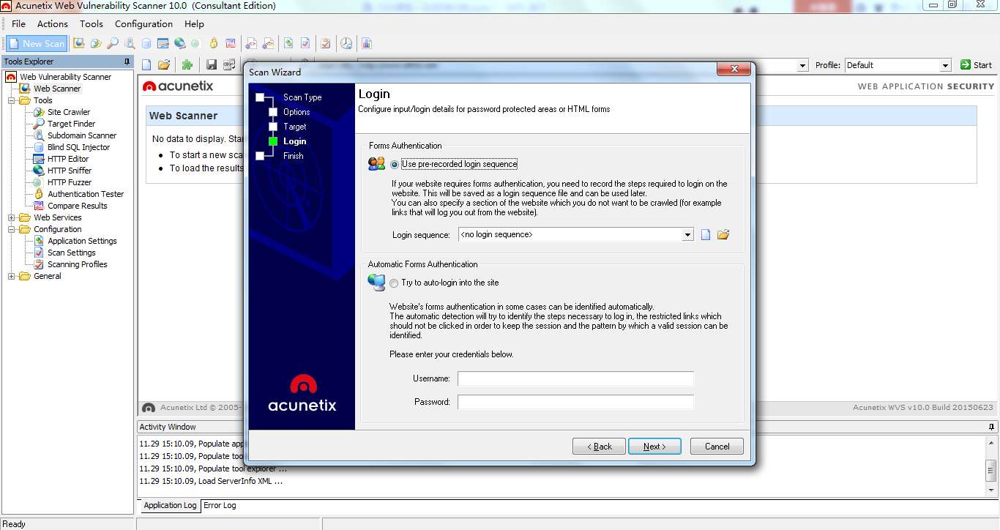 Acunetix Web Vulnerability Scanner 10.0 (Consultant Edition)
File Actions Tools Configuration Help
New Scan
Tools Explorer
Web Vulnerability Scanner
Web Scanner
Tools
Site Crawler
Target Finder
Subdomain Scanner
Blind SQL Injector
HTTP Editor
HTTP Sniffer
HTTP Fuzzer
Authentication Tester
Compare Results
Web Services
Configuration
Application Settings
Scan Settings
Scanning Profiles
General
Profile: Default Start
acunetix
WEB APPLICATION SECURITY
Web Scanner
No data to display. Star
To start a new sca
To load the results
Scan Wizard
Scan Type
Options
Target
Login
Finish
acunetix
Login
Configure input/login details for password protected areas or HTML forms
Forms Authentication
Use pre-recorded login sequence
If your website requires forms authentication, you need to record the steps required to login on the
website. This will be saved as a login sequence file and can be used later.
You can also specify a section of the website which you do not want to be crawled (for example
links that will log you out from the website).
Login sequence: <no login sequence>
Automatic Forms Authentication
Try to auto-login into the site
Website's forms authentication in some cases can be identified automatically.
The automatic detection will try to identify the steps necessary to log in, the restricted links which
should not be clicked in order to keep the session and the pattern by which a valid session can be
identified.
Please enter your credentials below.
Username:
Password:
< Back Next > Cancel
Acunetix Ltd © 2005-
Acunetix WVS v10.0 Build 20150623
Activity Window
11.29 15:10.09, Populate app
11.29 15:10.09, Populate too
11.29 15:10.09, Populate tool explorer ...
11.29 15:10.09, Load ServerInfo XML ...
Application Log Error Log
Ready